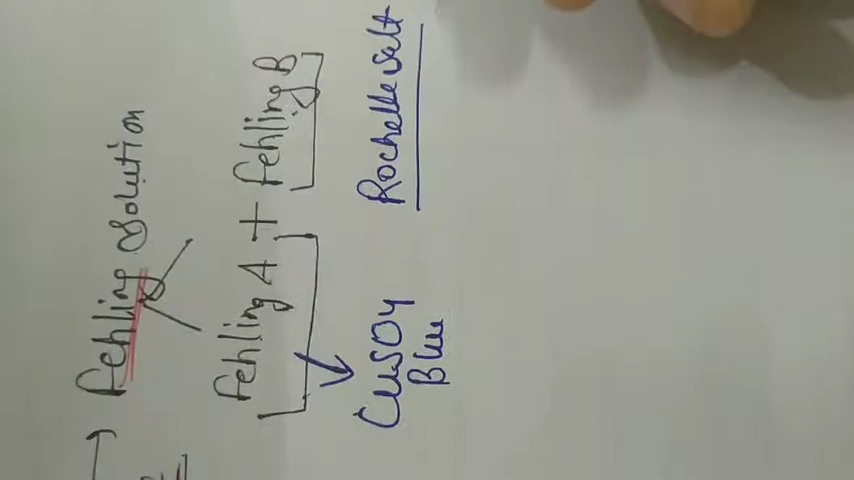 Fehling Solution
Fehling A + Fehling B
CuSO4 Rochelle Salt
Blue